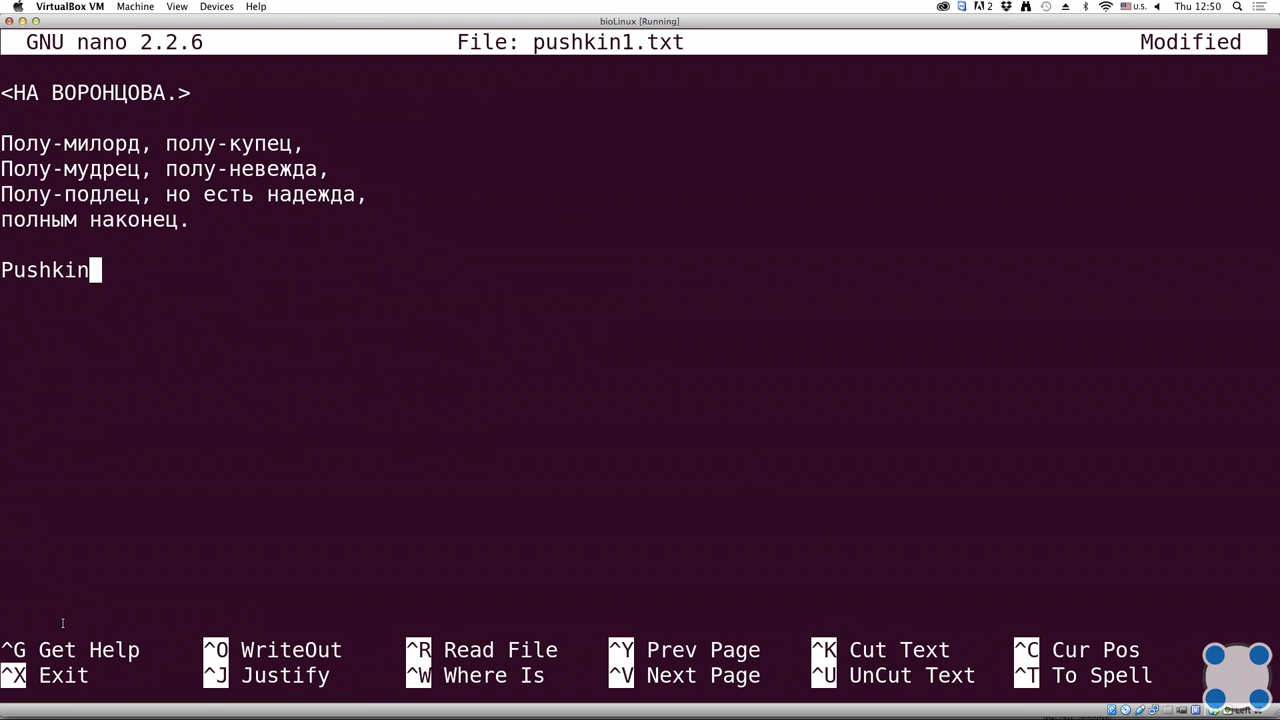 VirtualBox VM Machine View Devices Help 2 U.S. Thu 12:50
bioLinux [Running]
GNU nano 2.2.6 File: pushkin1.txt Modified
<НА ВОРОНЦОВА.>
Полу-милорд, полу-купец,
Полу-мудрец, полу-невежда,
Полу-подлец, но есть надежда,
полным наконец.
Pushkin
^G Get Help ^O WriteOut ^R Read File ^Y Prev Page ^K Cut Text ^C Cur Pos
^X Exit ^J Justify ^W Where Is ^V Next Page ^U UnCut Text ^T To Spell
Left